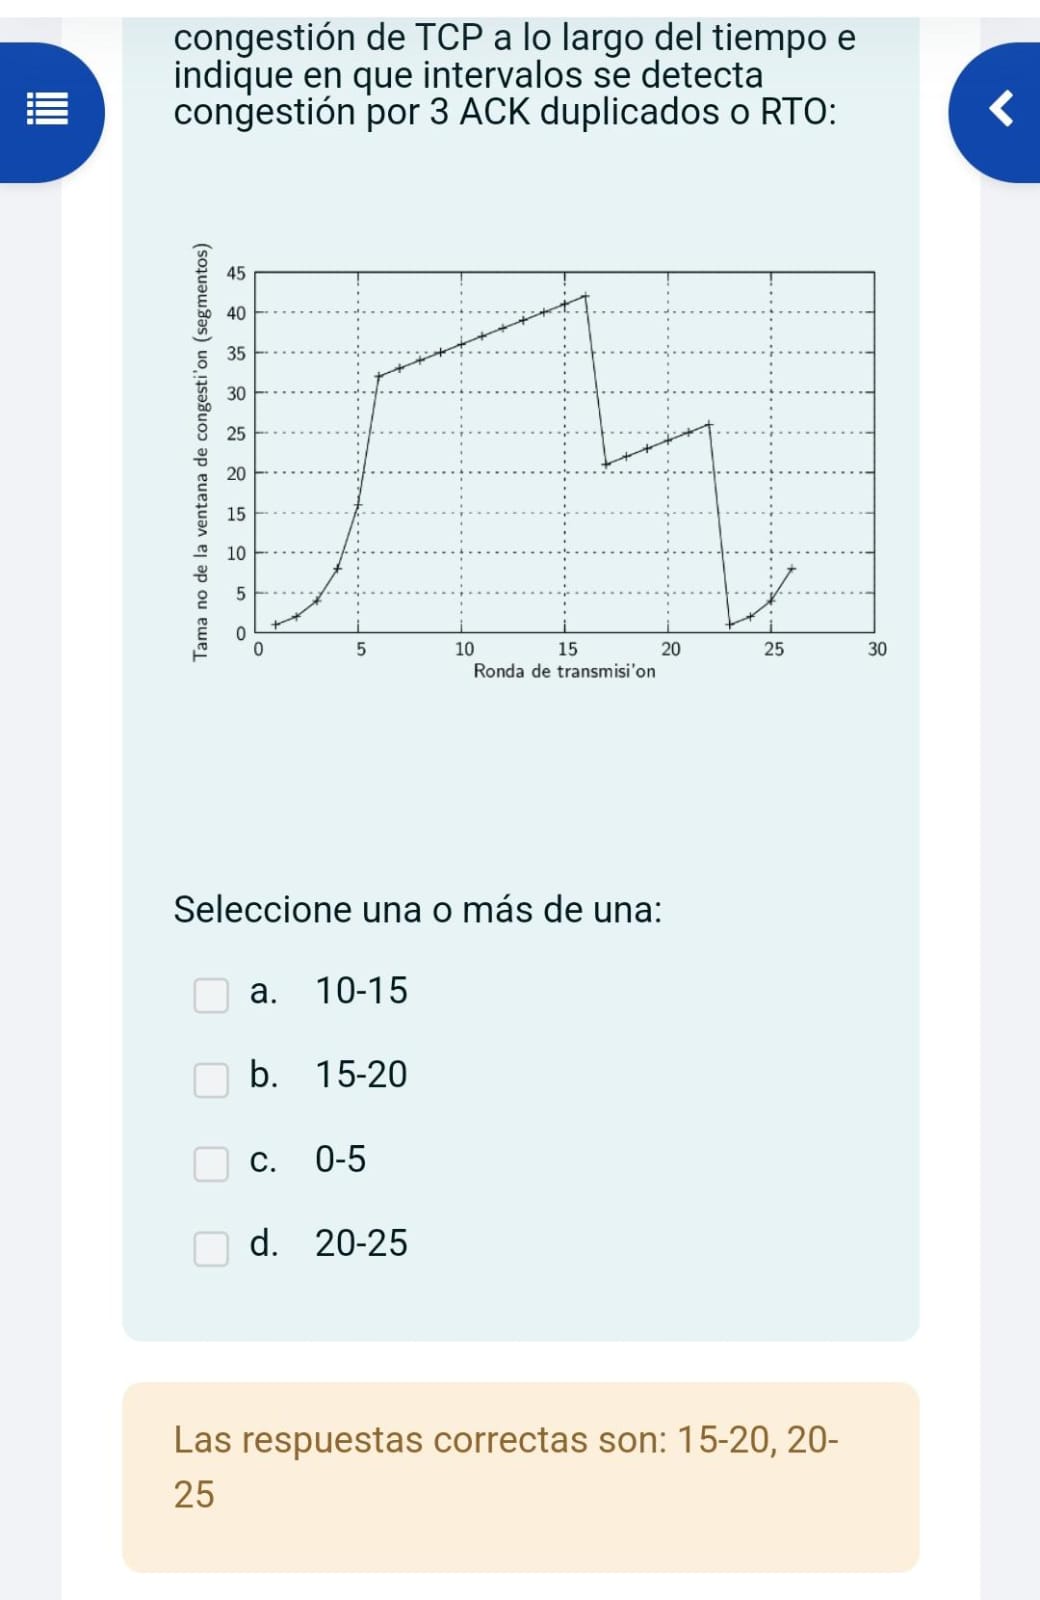 congestión de TCP a lo largo del tiempo e
indique en que intervalos se detecta
congestión por 3 ACK duplicados o RTO:
Tama no de la ventana de congesti'on (segmentos)
45
40
35
30
25
20
15
10
5
0
0 5 10 15 20 25 30
Ronda de transmisi'on
Seleccione una o más de una:
a. 10-15
b. 15-20
c. 0-5
d. 20-25
Las respuestas correctas son: 15-20, 20-
25